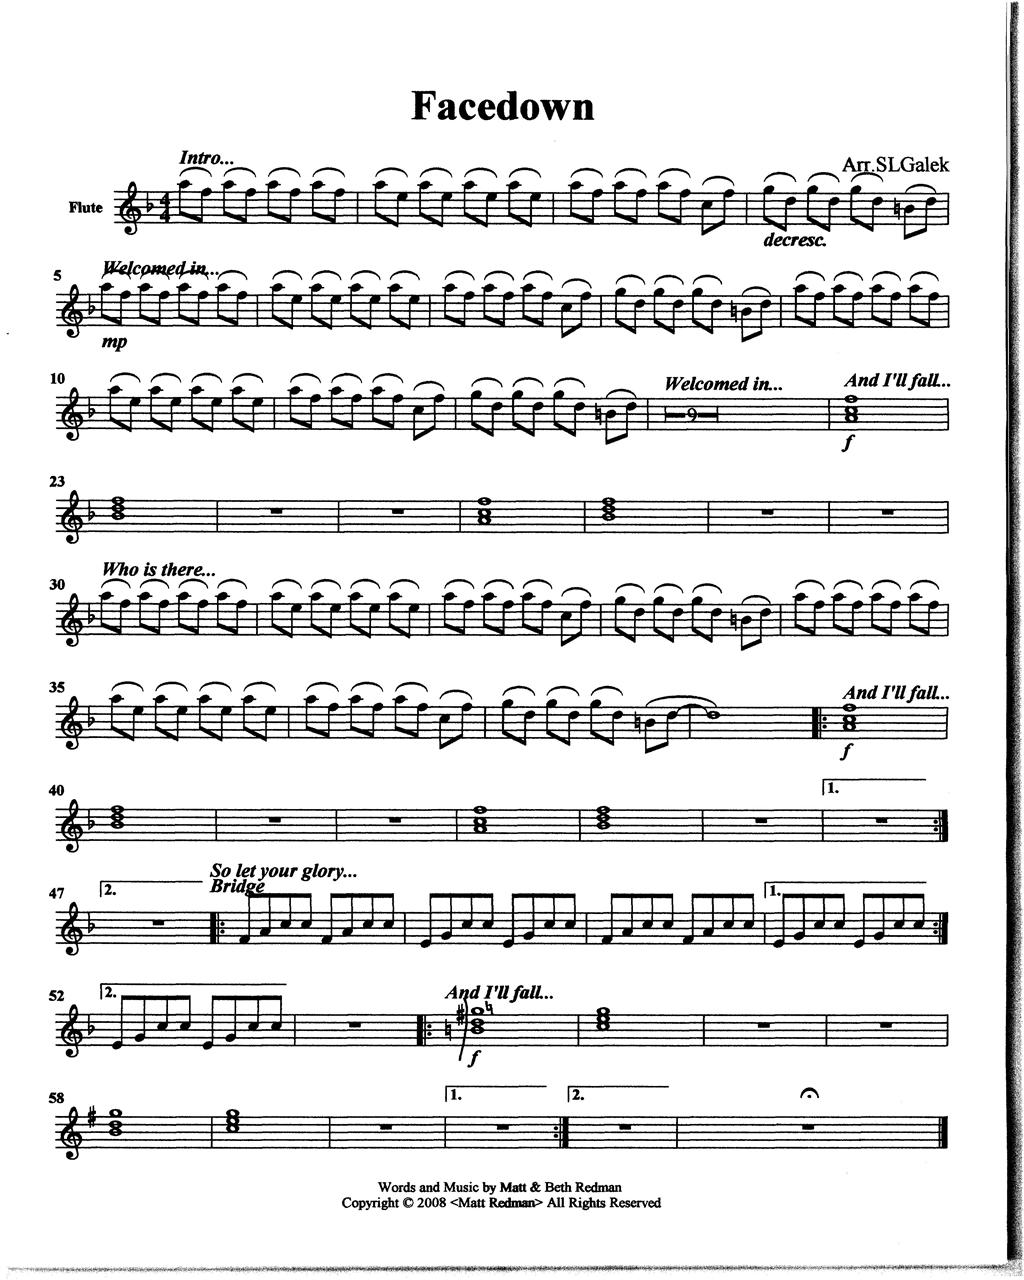 Facedown
Intro...
Arr.SLGalek
Flute
decresc.
5
Welcomed in...
mp
10
Welcomed in...
And I'll fall...
9
f
23
30
Who is there...
35
And I'll fall...
f
40
1.
47
2.
So let your glory...
Bridge
1.
52
2.
And I'll fall...
f
58
1.
2.
Words and Music by Matt & Beth Redman
Copyright © 2008 <Matt Redman> All Rights Reserved